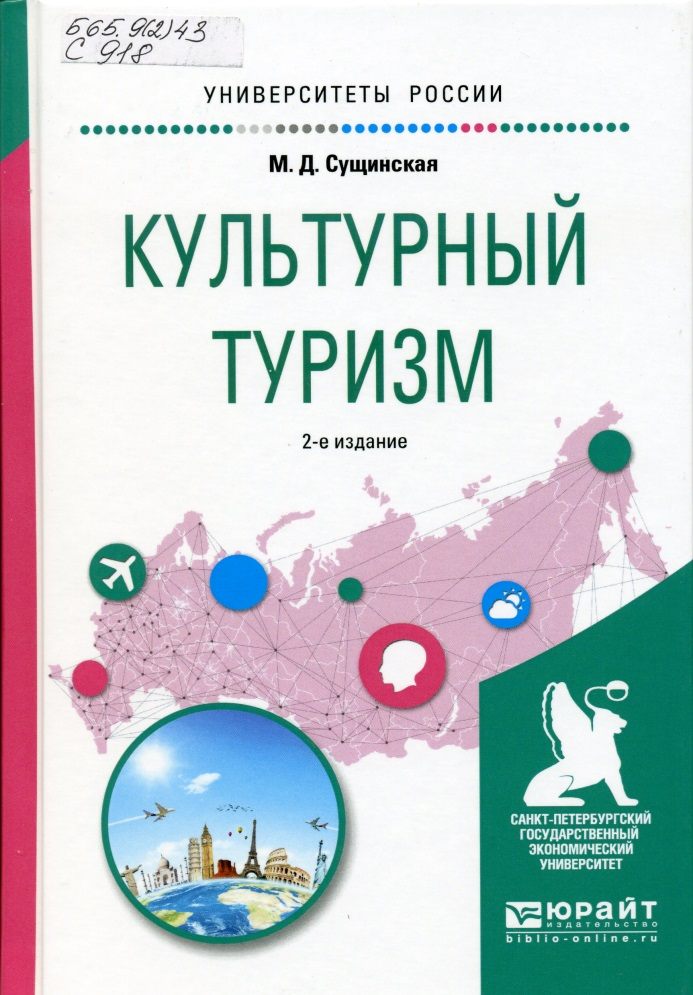 Б65.9(2)43
С 918
УНИВЕРСИТЕТЫ РОССИИ
М. Д. Сущинская
КУЛЬТУРНЫЙ
ТУРИЗМ
2-е издание
САНКТ-ПЕТЕРБУРГСКИЙ
ГОСУДАРСТВЕННЫЙ
ЭКОНОМИЧЕСКИЙ
УНИВЕРСИТЕТ
ЮРАЙТ
издательство
biblio-online.ru